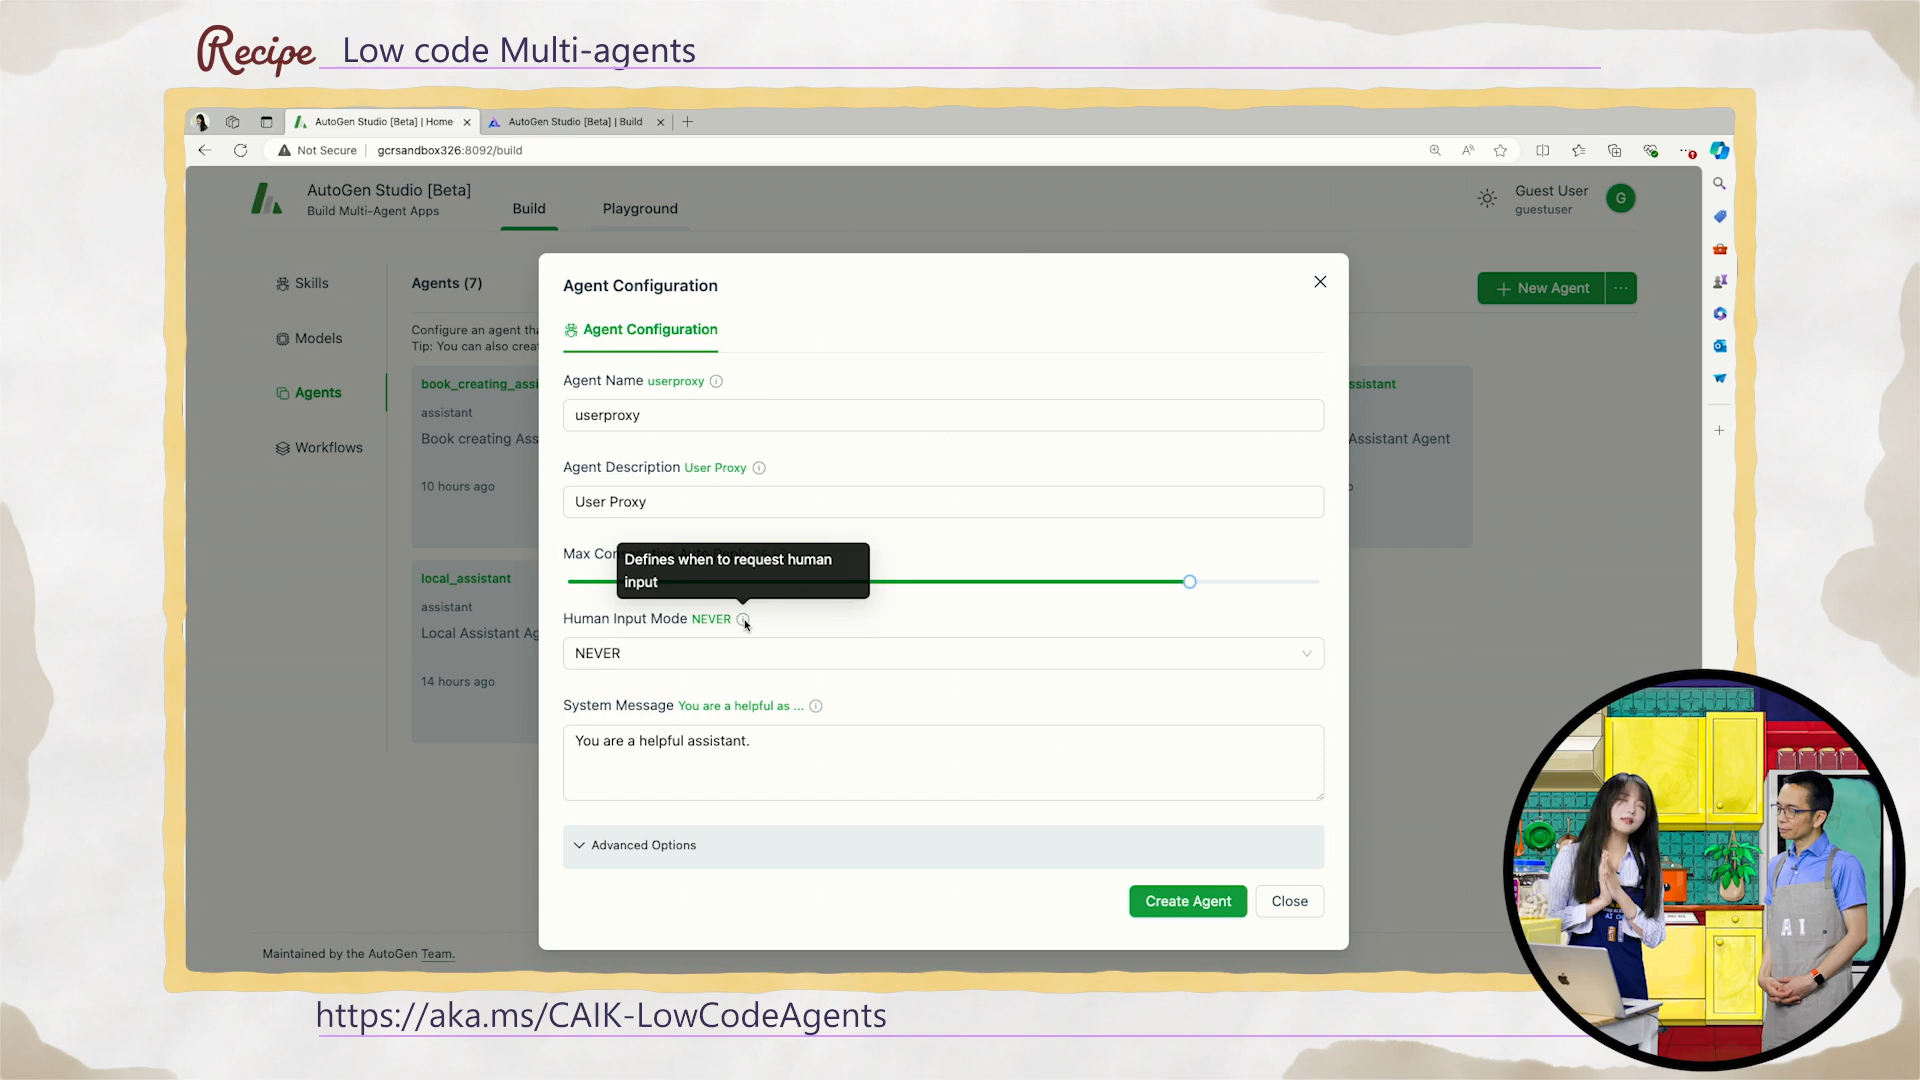 Recipe Low code Multi-agents
AutoGen Studio [Beta] | Home
AutoGen Studio [Beta] | Build
Not Secure
gcrsandbox326:8092/build
AutoGen Studio [Beta]
Build Multi-Agent Apps
Build
Playground
Guest User
guestuser
G
Skills
Models
Agents
Workflows
Agents (7)
New Agent
Configure an agent tha
Tip: You can also crea
book_creating_assi
assistant
Book creating Ass
10 hours ago
local_assistant
assistant
Local Assistant Ag
14 hours ago
ssistant
Assistant Agent
Agent Configuration
Agent Configuration
Agent Name userproxy
userproxy
Agent Description User Proxy
User Proxy
Max Con
Defines when to request human
input
Human Input Mode NEVER
NEVER
System Message You are a helpful as ...
You are a helpful assistant.
Advanced Options
Create Agent
Close
Maintained by the AutoGen Team.
AI
https://aka.ms/CAIK-LowCodeAgents